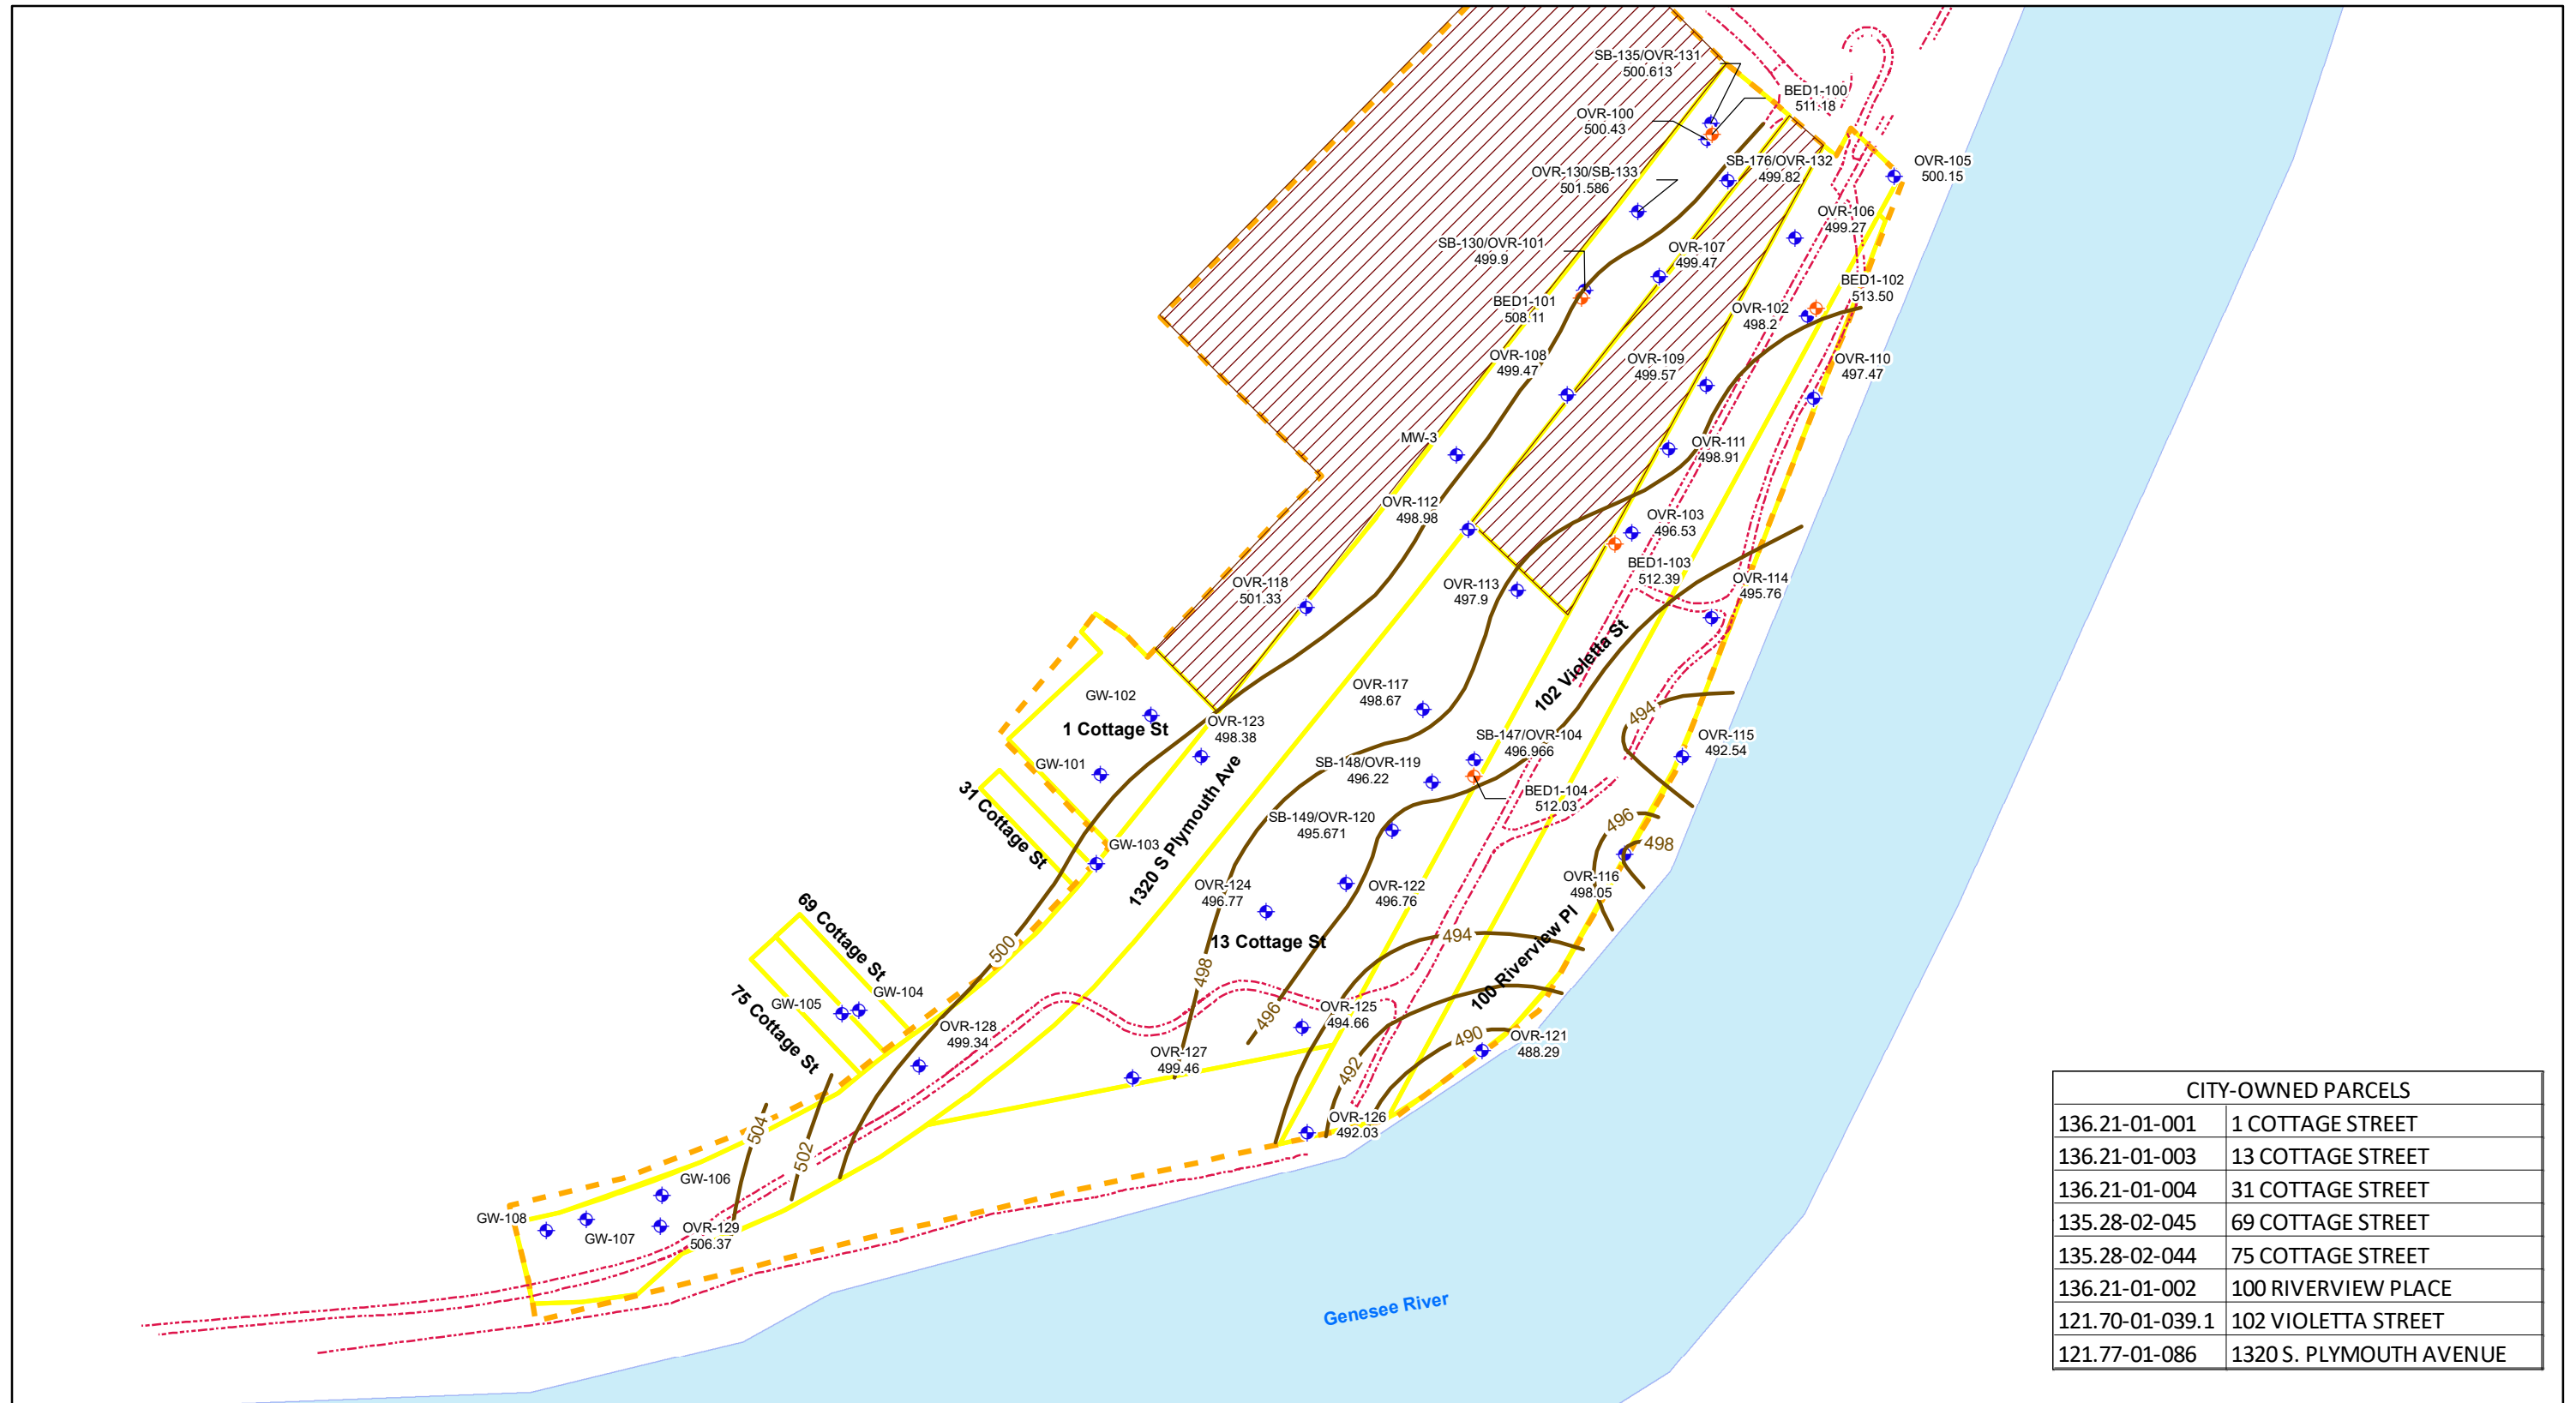 SB-135/OVR-131
500.613
BED1-100
511.18
OVR-100
500.43
SB-176/OVR-132
499.82
OVR-105
500.15
OVR-130/SB-133
501.586
OVR-106
499.27
SB-130/OVR-101
499.9
OVR-107
499.47
BED1-102
513.50
BED1-101
508.11
OVR-102
498.2
OVR-108
499.47
OVR-109
499.57
OVR-110
497.47
MW-3
OVR-111
498.91
OVR-112
498.98
OVR-103
496.53
BED1-103
512.39
OVR-114
495.76
OVR-118
501.33
OVR-113
497.9
102 Violetta St
GW-102
1 Cottage St
OVR-117
498.67
494
OVR-123
498.38
SB-147/OVR-104
496.966
OVR-115
492.54
GW-101
SB-148/OVR-119
496.22
31 Cottage St
1320 S Plymouth Ave
BED1-104
512.03
SB-149/OVR-120
495.671
496
498
GW-103
OVR-116
498.05
OVR-124
496.77
OVR-122
496.76
69 Cottage St
13 Cottage St
494
500
498
100 Riverview Pl
GW-104
GW-105
75 Cottage St
496
OVR-125
494.66
OVR-128
499.34
490
OVR-121
488.29
OVR-127
499.46
492
OVR-126
492.03
504
502
GW-106
GW-108
GW-107
OVR-129
506.37
Genesee River
CITY-OWNED PARCELS
136.21-01-001 1 COTTAGE STREET
136.21-01-003 13 COTTAGE STREET
136.21-01-004 31 COTTAGE STREET
135.28-02-045 69 COTTAGE STREET
135.28-02-044 75 COTTAGE STREET
136.21-01-002 100 RIVERVIEW PLACE
121.70-01-039.1 102 VIOLETTA STREET
121.77-01-086 1320 S. PLYMOUTH AVENUE